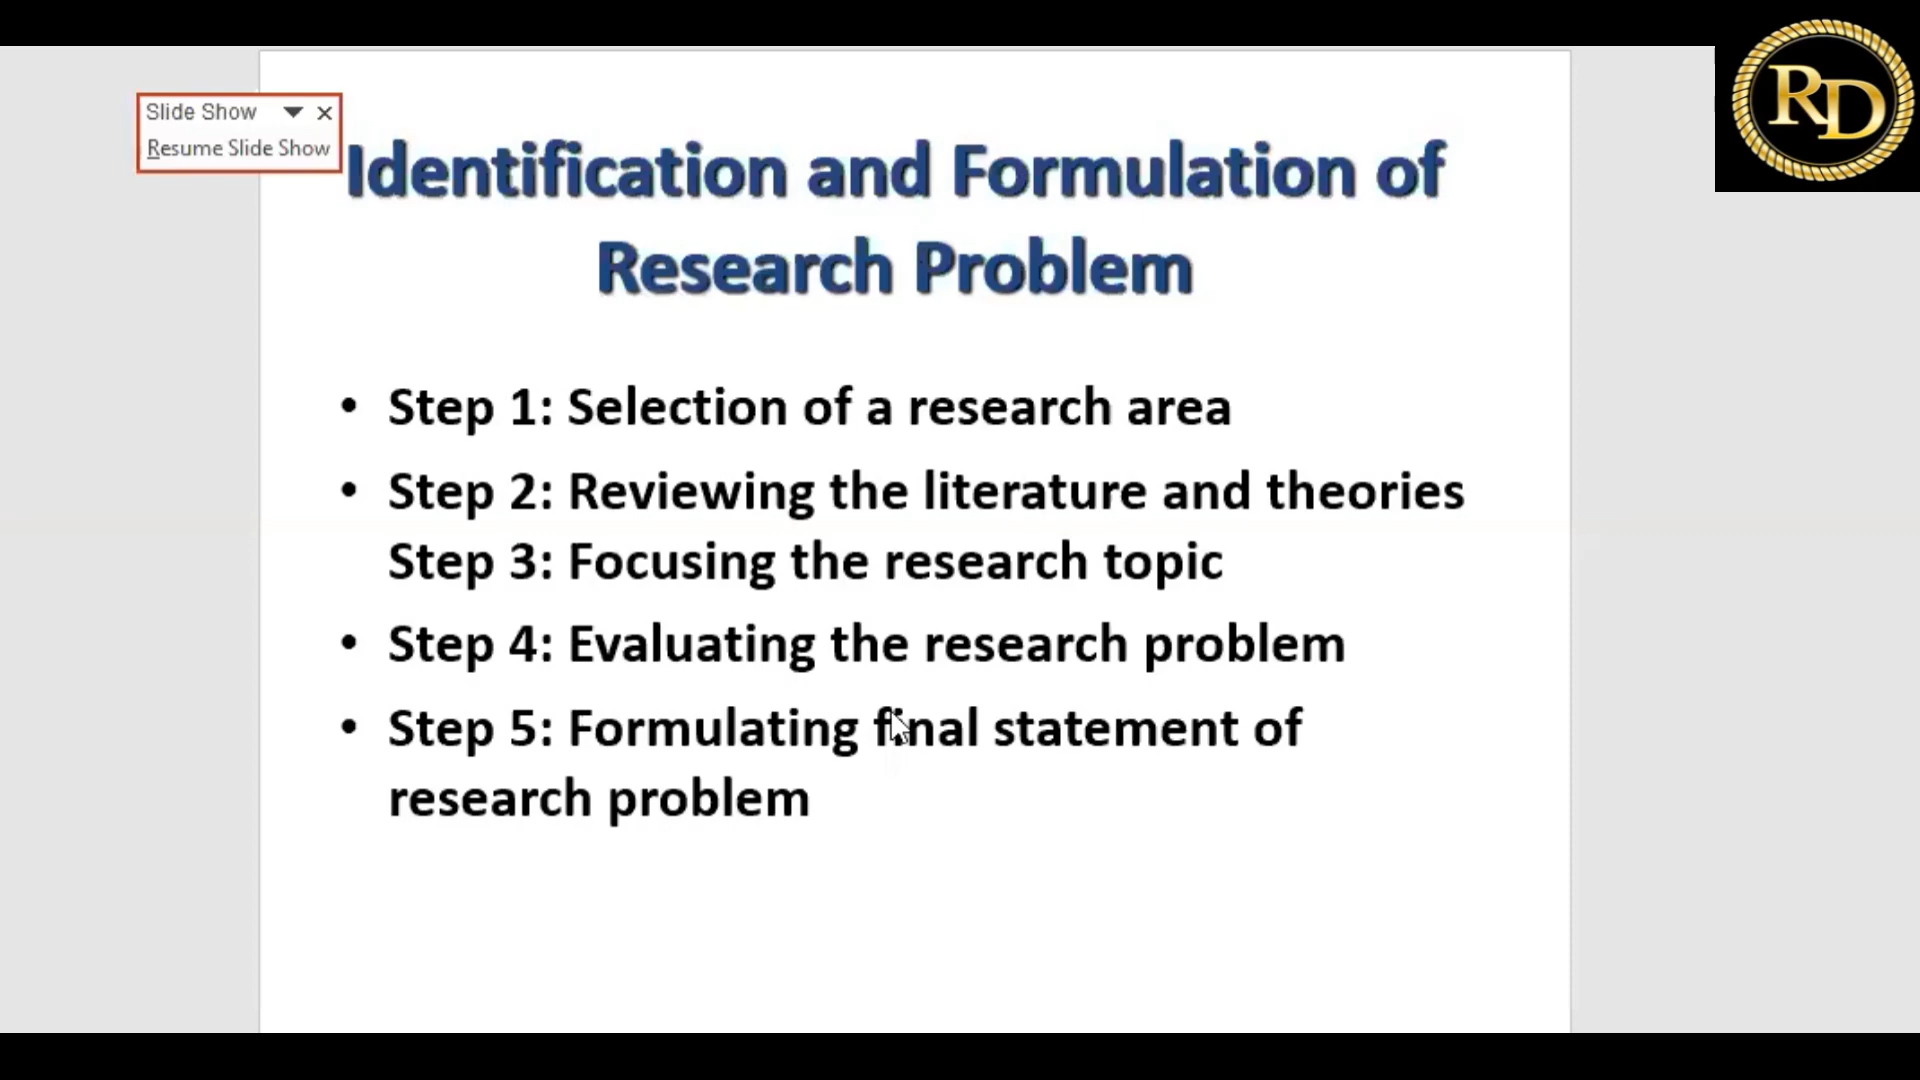 Slide Show
Resume Slide Show
RD
Identification and Formulation of
Research Problem
• Step 1: Selection of a research area
• Step 2: Reviewing the literature and theories
Step 3: Focusing the research topic
• Step 4: Evaluating the research problem
• Step 5: Formulating final statement of
research problem